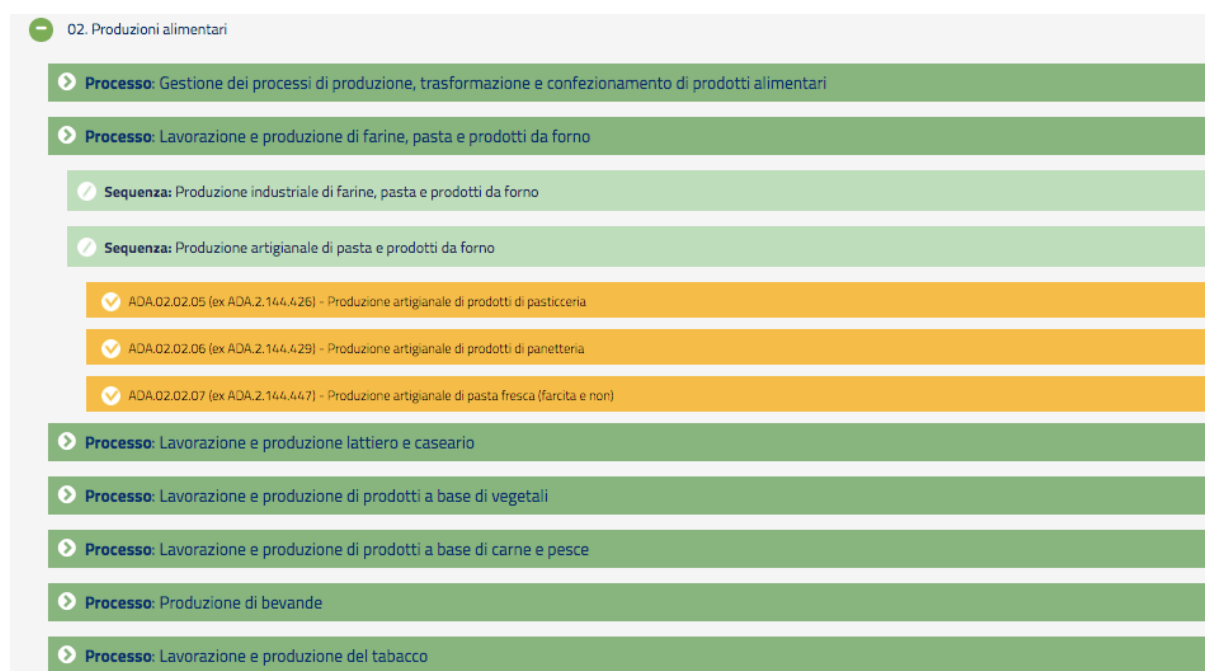 02. Produzioni alimentari
Processo: Gestione dei processi di produzione, trasformazione e confezionamento di prodotti alimentari
Processo: Lavorazione e produzione di farine, pasta e prodotti da forno
Sequenza: Produzione industriale di farine, pasta e prodotti da forno
Sequenza: Produzione artigianale di pasta e prodotti da forno
ADA.02.02.05 (ex ADA.2.144.426) - Produzione artigianale di prodotti di pasticceria
ADA.02.02.06 (ex ADA.2.144.429) - Produzione artigianale di prodotti di panetteria
ADA.02.02.07 (ex ADA.2.144.447) - Produzione artigianale di pasta fresca (farcita e non)
Processo: Lavorazione e produzione lattiero e caseario
Processo: Lavorazione e produzione di prodotti a base di vegetali
Processo: Lavorazione e produzione di prodotti a base di carne e pesce
Processo: Produzione di bevande
Processo: Lavorazione e produzione del tabacco